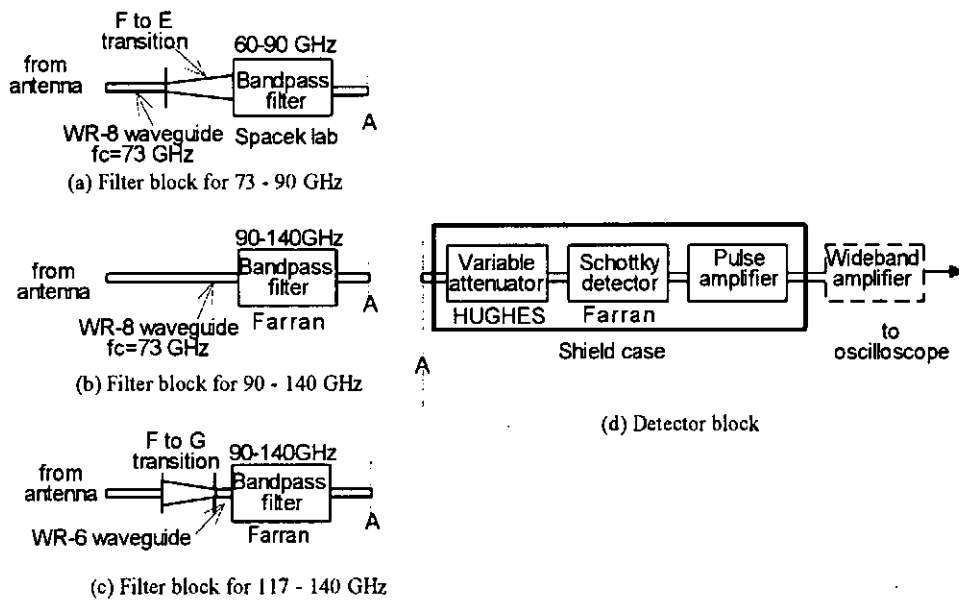 F to E
transition
60-90 GHz
from
antenna
Bandpass
filter
A
WR-8 waveguide
fc=73 GHz
Spacek lab
(a) Filter block for 73 - 90 GHz
90-140GHz
from
antenna
Bandpass
filter
A
WR-8 waveguide
fc=73 GHz
Farran
(b) Filter block for 90 - 140 GHz
F to G
transition
90-140GHz
from
antenna
Bandpass
filter
A
WR-6 waveguide
Farran
(c) Filter block for 117 - 140 GHz
Variable
attenuator
Schottky
detector
Pulse
amplifier
Wideband
amplifier
HUGHES
Farran
Shield case
to
oscilloscope
A
(d) Detector block